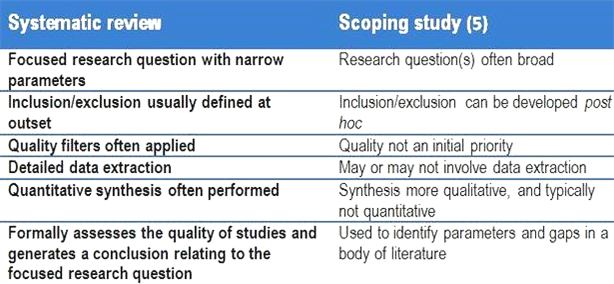 Systematic review
Scoping study (5)
Focused research question with narrow
parameters
Research question(s) often broad
Inclusion/exclusion usually defined at
outset
Inclusion/exclusion can be developed post
hoc
Quality filters often applied
Quality not an initial priority
Detailed data extraction
May or may not involve data extraction
Quantitative synthesis often performed
Synthesis more qualitative, and typically
not quantitative
Formally assesses the quality of studies and
generates a conclusion relating to the
focused research question
Used to identify parameters and gaps in a
body of literature